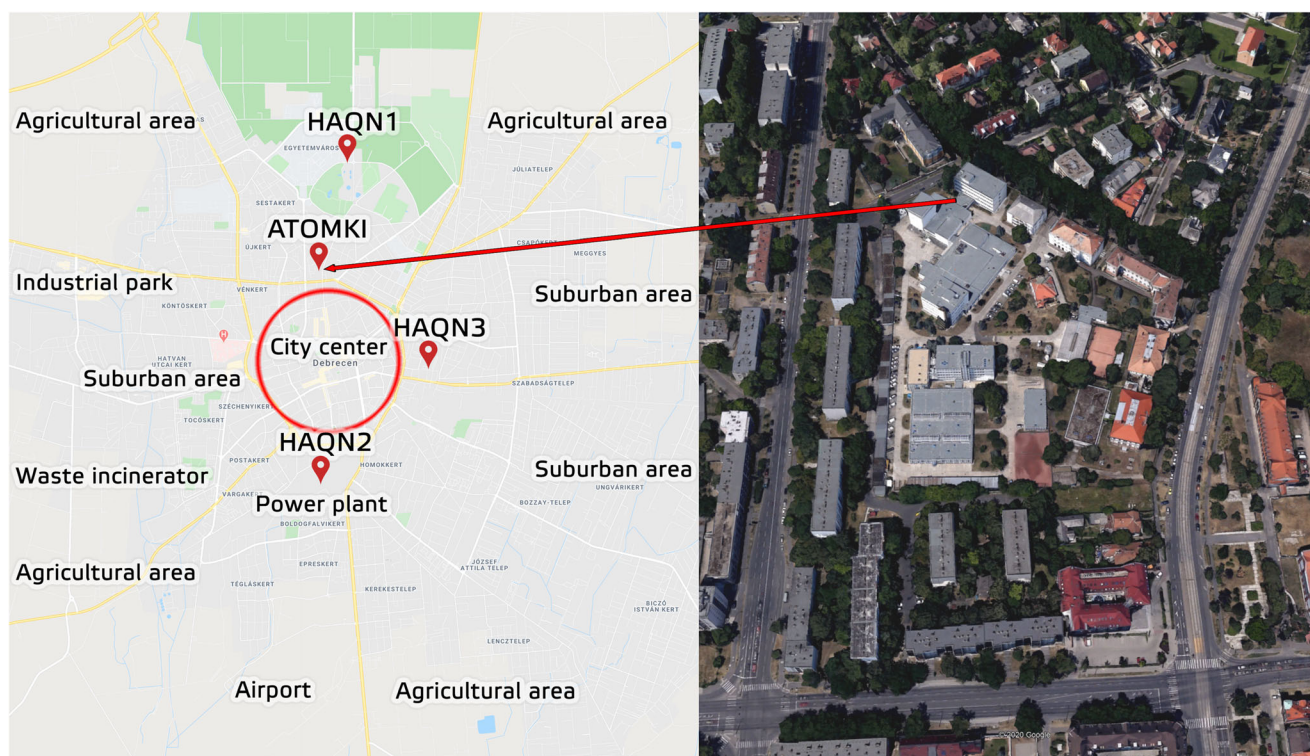 Agricultural area
HAQN1
Agricultural area
EGYETEMVÁROS
JÚLIATELEP
SESTAKERT
ATOMKI
ÚJKERT
CSAPÓKERT
MEGGYES
Industrial park
VÉNKERT
Suburban area
KÖNTÖSKERT
HAQN3
H
City center
Debrecen
HATVAN
UTCAI KERT
Suburban area
SZABADSÁGTELEP
SZÉCHENYIKERT
TÓCÓSKERT
HAQN2
POSTAKERT
HOMOKKERT
Waste incinerator
Suburban area
UNGVÁRIKERT
Power plant
BOZZAY-TELEP
BOLDOGFALVIKERT
EPRESKERT
JÓZSEF
ATTILA TELEP
Agricultural area
TÉGLÁSKERT
KEREKESTELEP
BICZÓ
ISTVÁN KERT
LENCZTELEP
Airport
Agricultural area
©2020 Google